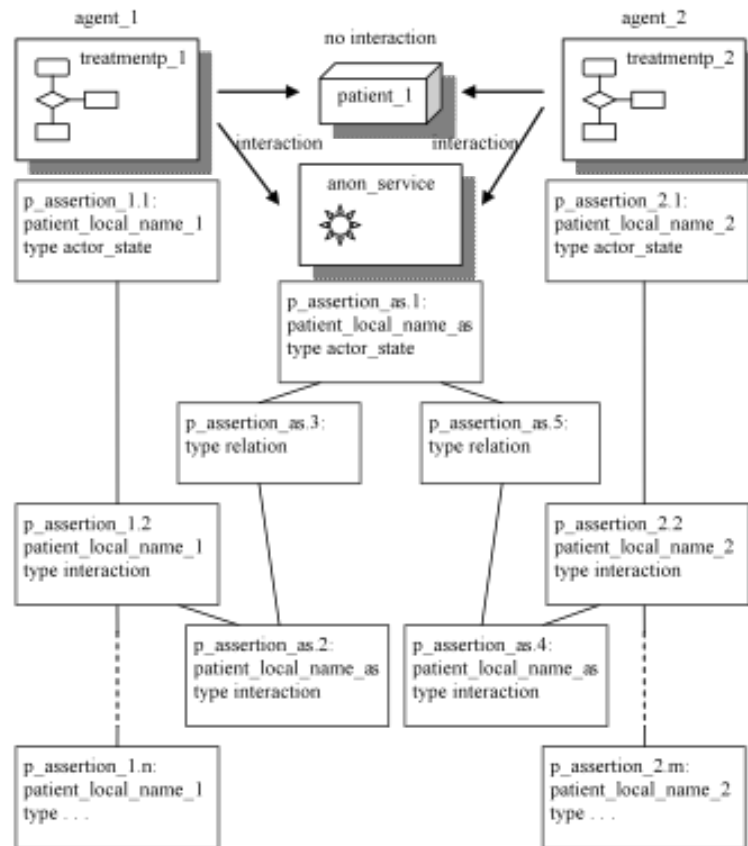 agent_1
agent_2
no interaction
treatmentp_1
patient_1
treatmentp_2
interaction
interaction
anon_service
p_assertion_1.1:
patient_local_name_1
type actor_state
p_assertion_2.1:
patient_local_name_2
type actor_state
p_assertion_as.1:
patient_local_name_as
type actor_state
p_assertion_as.3:
type relation
p_assertion_as.5:
type relation
p_assertion_1.2
patient_local_name_1
type interaction
p_assertion_2.2
patient_local_name_2
type interaction
p_assertion_as.2:
patient_local_name_as
type interaction
p_assertion_as.4:
patient_local_name_as
type interaction
p_assertion_1.n:
patient_local_name_1
type . . .
p_assertion_2.m:
patient_local_name_2
type . . .